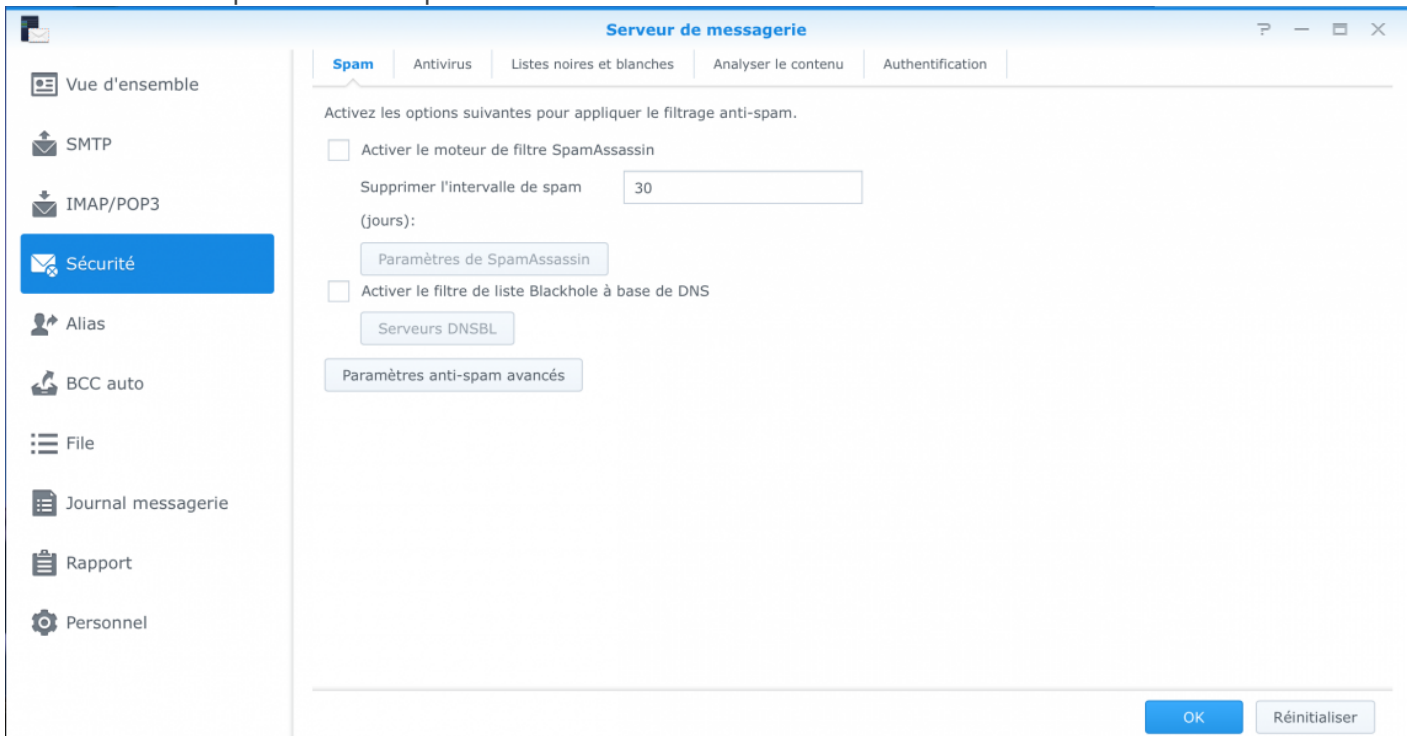 Serveur de messagerie
Vue d'ensemble
SMTP
IMAP/POP3
Sécurité
Alias
BCC auto
File
Journal messagerie
Rapport
Personnel
Spam
Antivirus
Listes noires et blanches
Analyser le contenu
Authentification
Activez les options suivantes pour appliquer le filtrage anti-spam.
Activer le moteur de filtre SpamAssassin
Supprimer l'intervalle de spam
(jours):
30
Paramètres de SpamAssassin
Activer le filtre de liste Blackhole à base de DNS
Serveurs DNSBL
Paramètres anti-spam avancés
OK
Réinitialiser